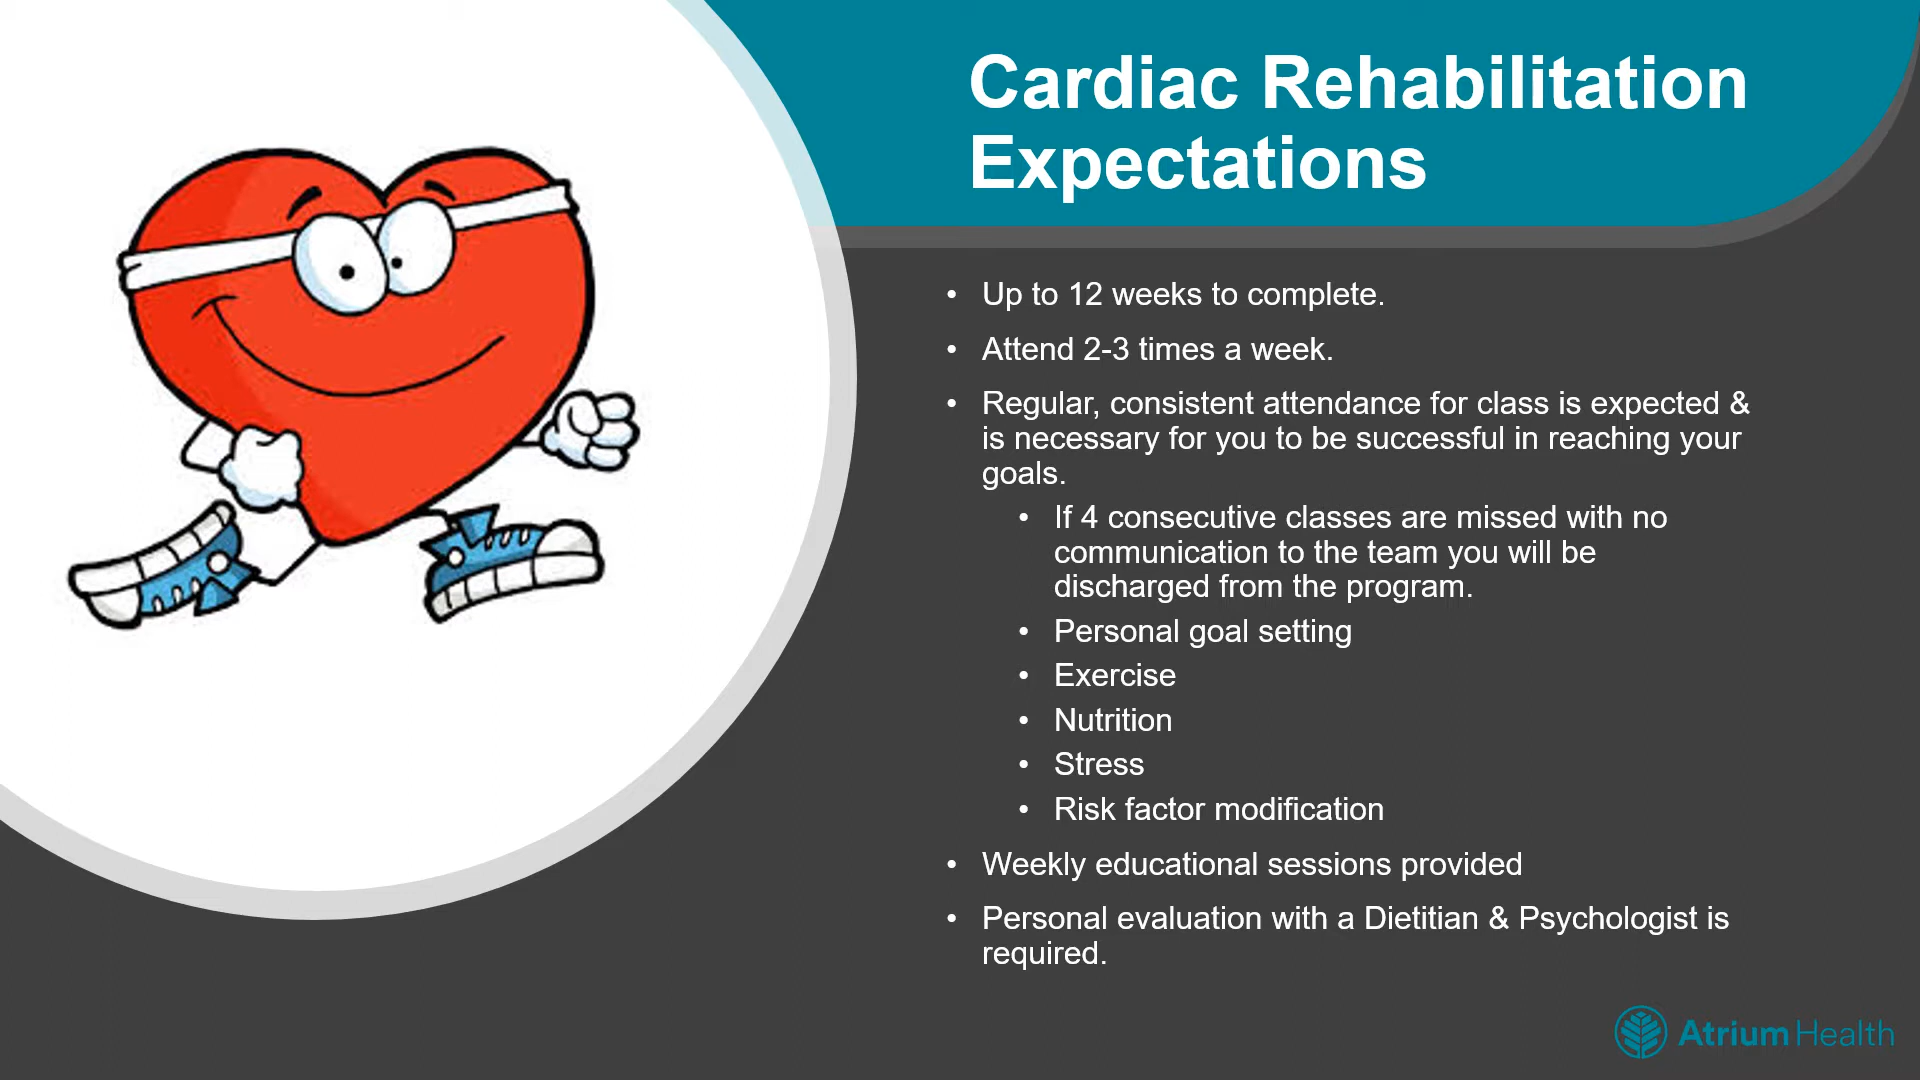 Cardiac Rehabilitation
Expectations
• Up to 12 weeks to complete.
• Attend 2-3 times a week.
• Regular, consistent attendance for class is expected &
is necessary for you to be successful in reaching your
goals.
• If 4 consecutive classes are missed with no
communication to the team you will be
discharged from the program.
• Personal goal setting
• Exercise
• Nutrition
• Stress
• Risk factor modification
• Weekly educational sessions provided
• Personal evaluation with a Dietitian & Psychologist is
required.
Atrium Health